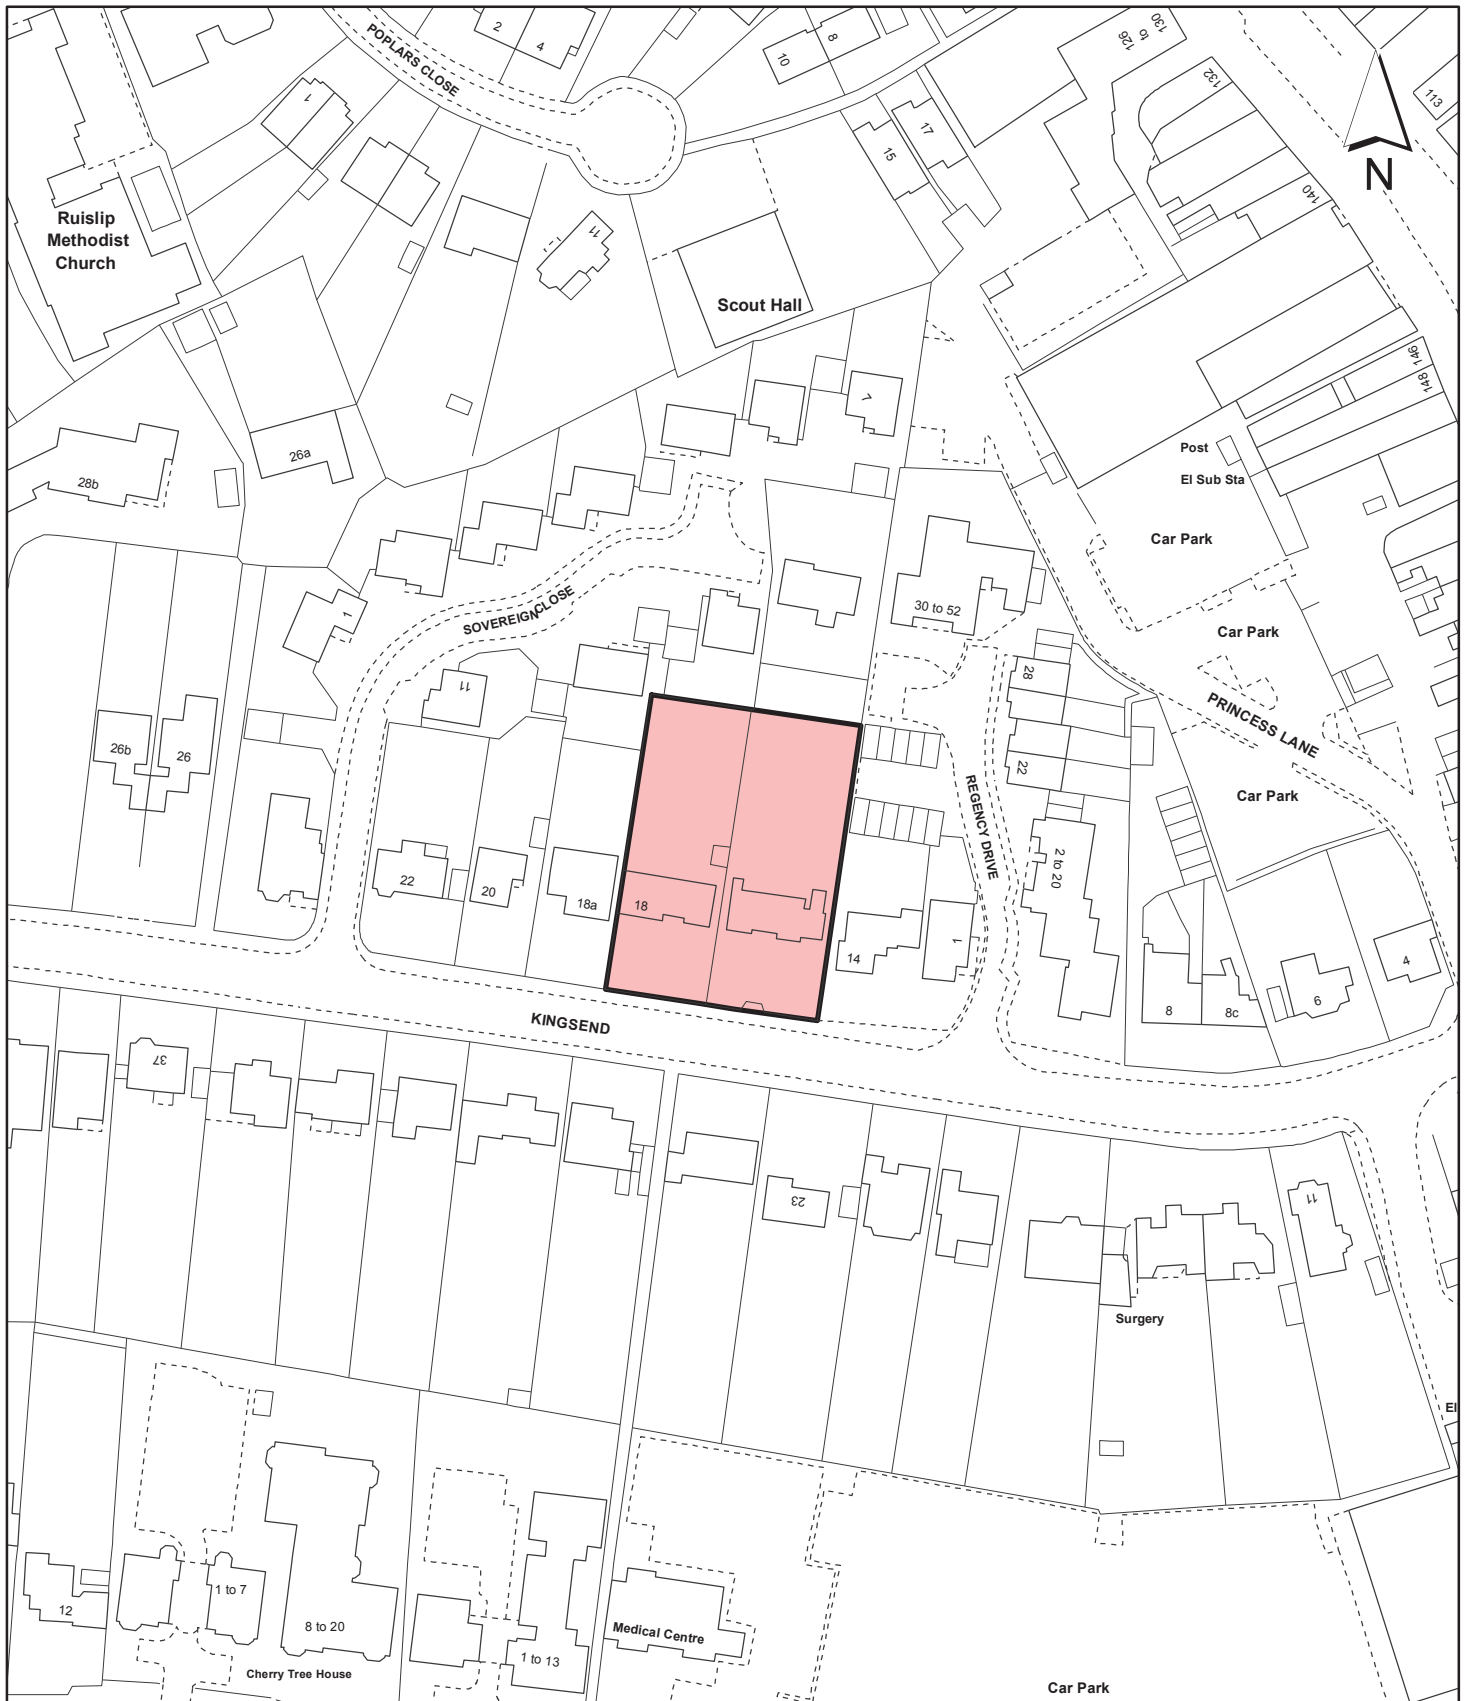 2
4
POPLARS CLOSE
10
8
126
to
130
132
113
1
17
15
140
N
Ruislip
Methodist
Church
11
Scout Hall
146
148
7
26a
28b
Post
El Sub Sta
Car Park
30 to 52
SOVEREIGN CLOSE
1
Car Park
28
11
PRINCESS LANE
26b
26
22
REGENCY DRIVE
Car Park
2 to 20
22
20
18a
18
14
1
4
6
8
8c
KINGSEND
37
23
11
Surgery
El
1 to 7
12
8 to 20
Medical Centre
1 to 13
Cherry Tree House
Car Park